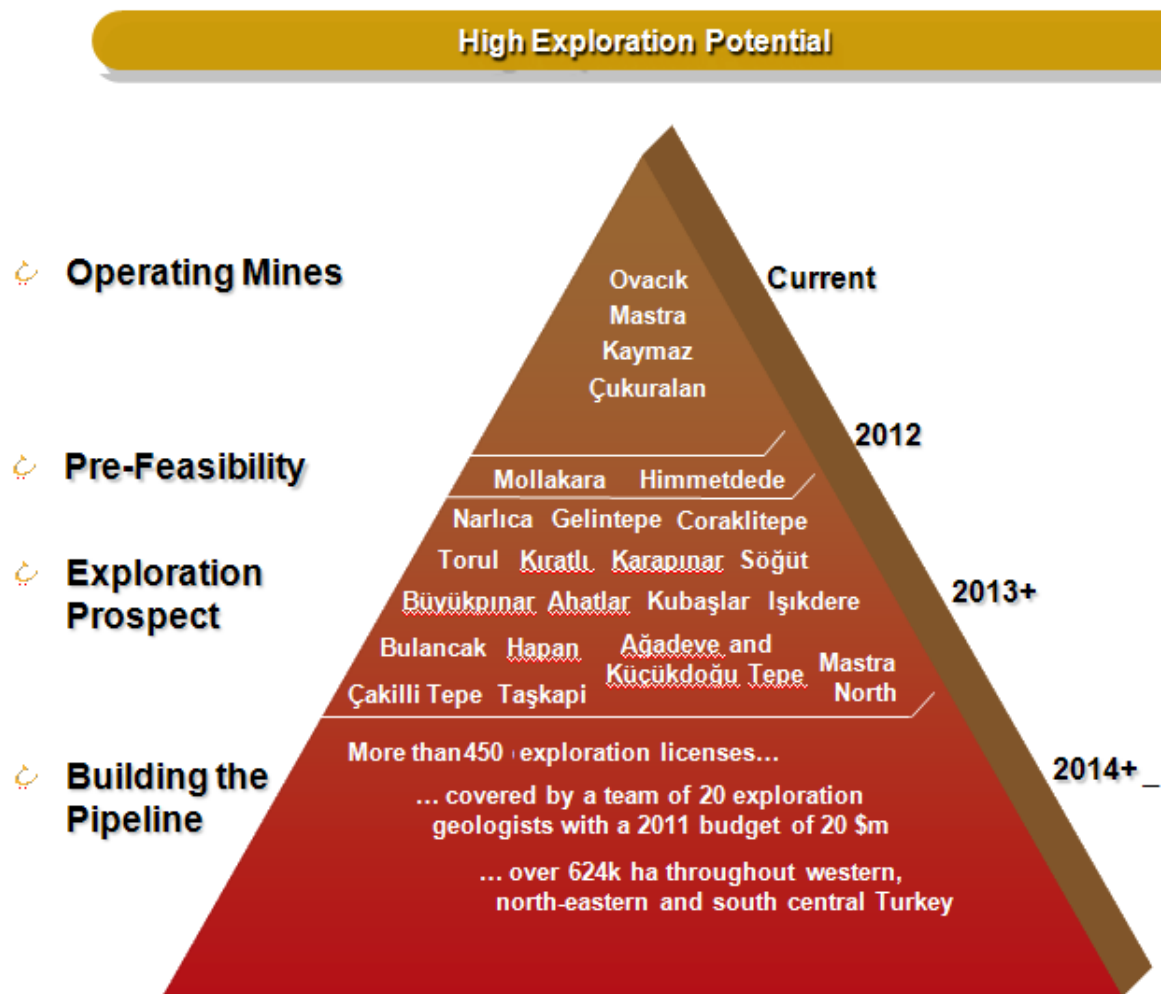 High Exploration Potential
Operating Mines
Ovacık
Mastra
Kaymaz
Çukuralan
Current
Pre-Feasibility
2012
Mollakara Himmetdede
Exploration
Prospect
2013+
Narlıca Gelintepe Coraklitepe
Torul Kıratlı Karapınar Söğüt
Büyükpınar Ahatlar Kubaşlar Işıkdere
Bulancak Hapan Ağadeve and
Küçükdoğu Tepe Mastra
North
Çakilli Tepe Taşkapi
Building the
Pipeline
2014+_
More than 450 exploration licenses…
… covered by a team of 20 exploration
geologists with a 2011 budget of 20 $m
… over 624k ha throughout western,
north-eastern and south central Turkey